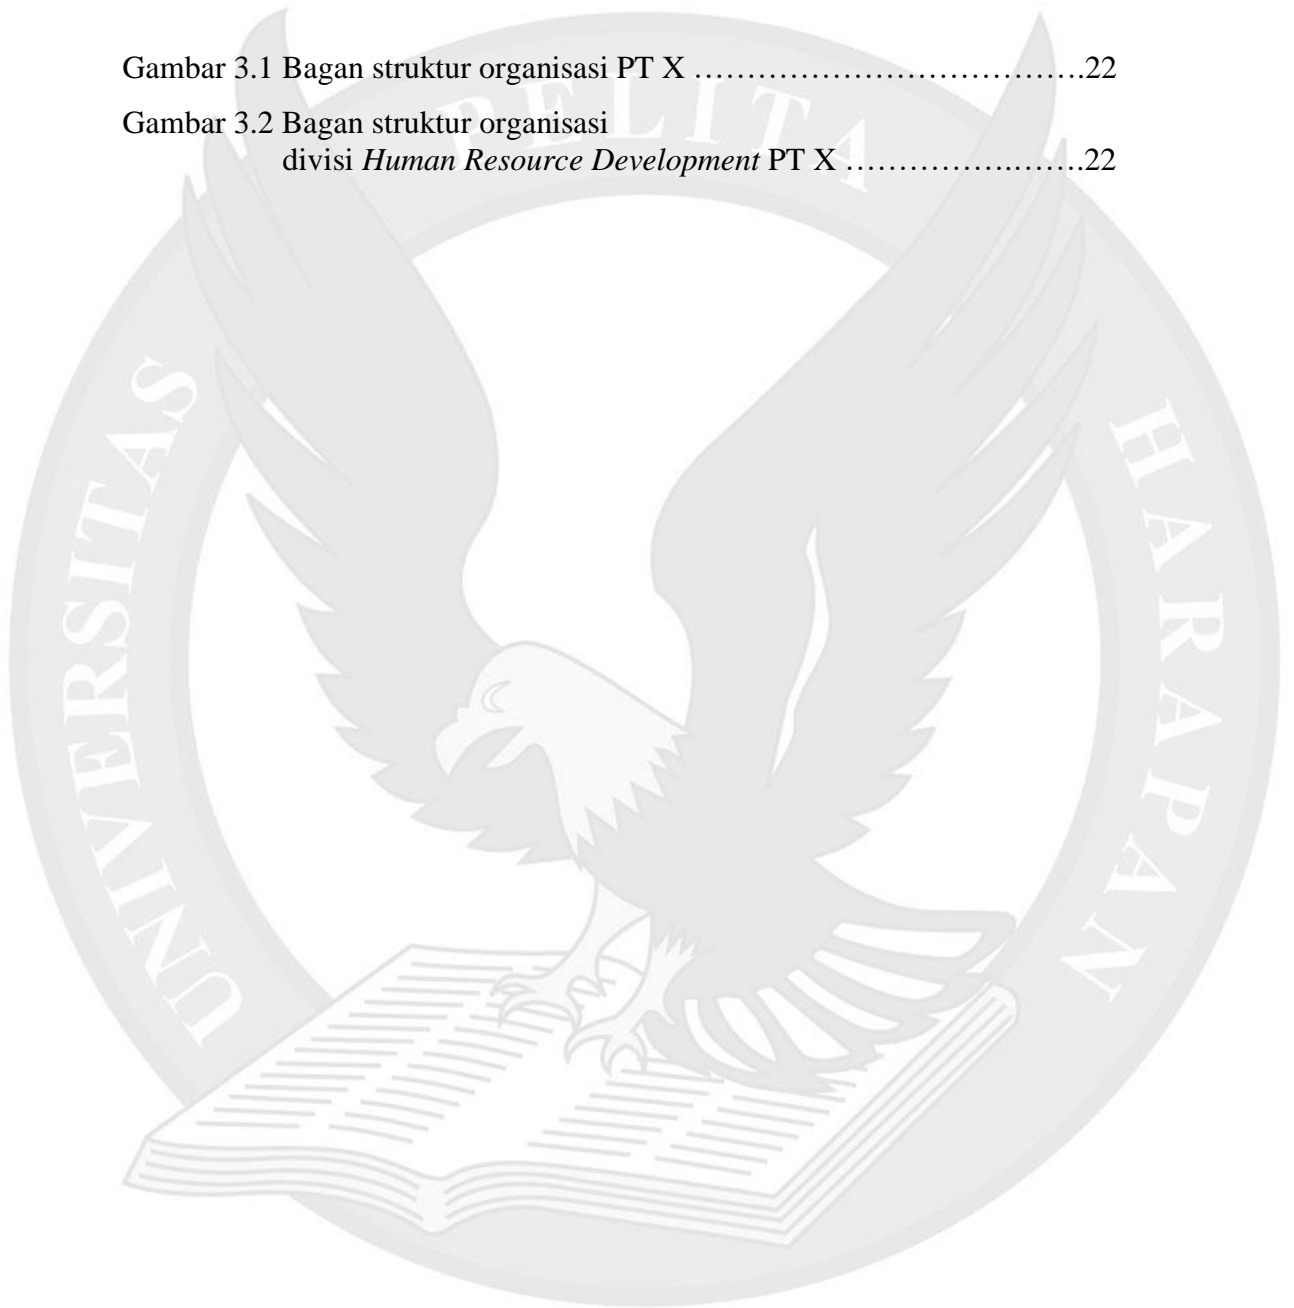 Gambar 3.1 Bagan struktur organisasi PT X ……………………………….22
Gambar 3.2 Bagan struktur organisasi
divisi Human Resource Development PT X …………….…….22
UNIVERSITAS PELITA HARAPAN